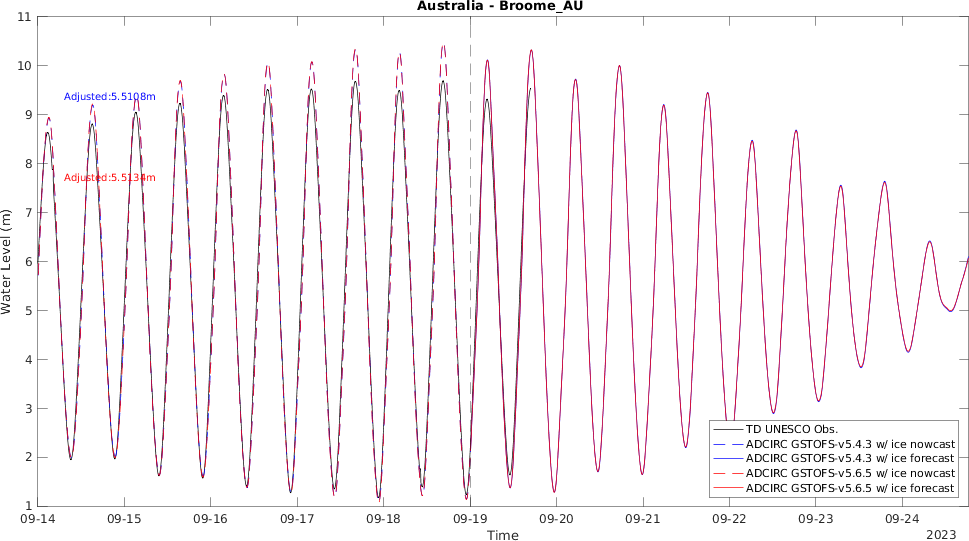 Australia - Broome_AU
11
10
9
8
7
6
5
4
3
2
1
Water Level (m)
Adjusted:5.5108m
Adjusted:5.5134m
TD UNESCO Obs.
ADCIRC GSTOFS-v5.4.3 w/ ice nowcast
ADCIRC GSTOFS-v5.4.3 w/ ice forecast
ADCIRC GSTOFS-v5.6.5 w/ ice nowcast
ADCIRC GSTOFS-v5.6.5 w/ ice forecast
09-14 09-15 09-16 09-17 09-18 09-19 09-20 09-21 09-22 09-23 09-24
Time
2023